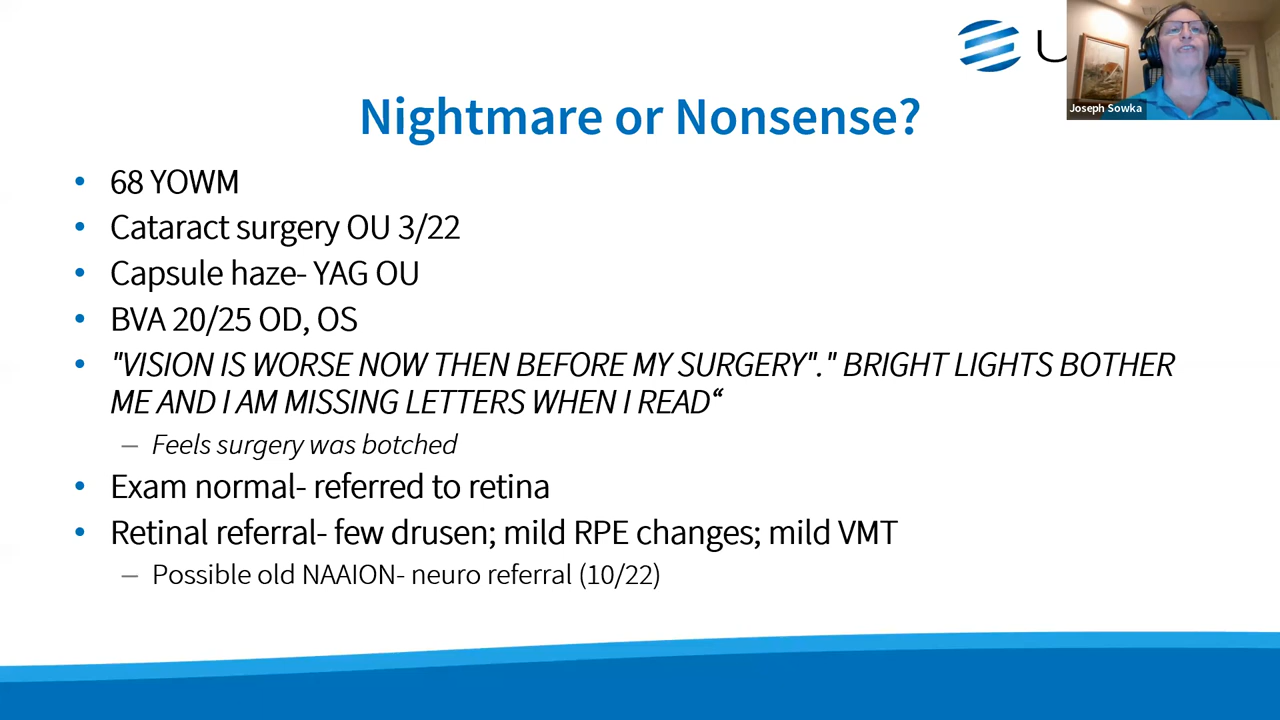 U
Joseph Sowka
Nightmare or Nonsense?
• 68 YOWM
• Cataract surgery OU 3/22
• Capsule haze- YAG OU
• BVA 20/25 OD, OS
• "VISION IS WORSE NOW THEN BEFORE MY SURGERY"." BRIGHT LIGHTS BOTHER
ME AND I AM MISSING LETTERS WHEN I READ“
– Feels surgery was botched
• Exam normal- referred to retina
• Retinal referral- few drusen; mild RPE changes; mild VMT
– Possible old NAAION- neuro referral (10/22)